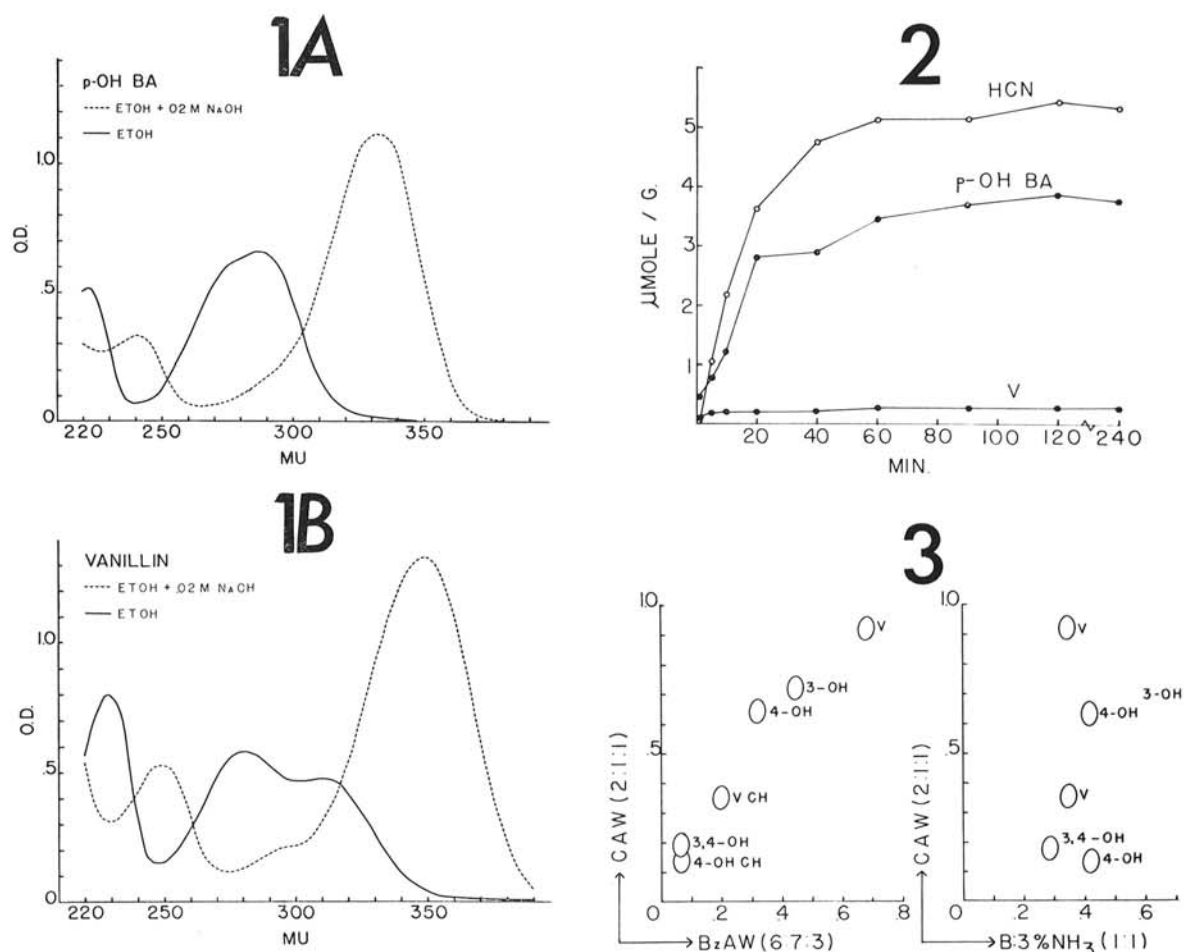 1A
p-OH BA
ETOH + 02 M NaOH
ETOH
1.0
.5
0
O.D.
220 250 300 350
MU
2
HCN
p-OH BA
V
5
4
3
2
1
μMOLE / G.
20 40 60 80 100 120 240
MIN.
1B
VANILLIN
ETOH + .02 M NaCH
ETOH
1.0
.5
0
O.D.
220 250 300 350
MU
3
1.0
.5
CAW (2:1:1)
V
3-OH
4-OH
V CH
3,4-OH
4-OH CH
0 .2 .4 .6 .8
BzAW (6:7:3)
1.0
.5
CAW (2:1:1)
V
3-OH
4-OH
V
3,4-OH
4-OH
0 .2 .4 .6
B:3%NH₃ (1:1)